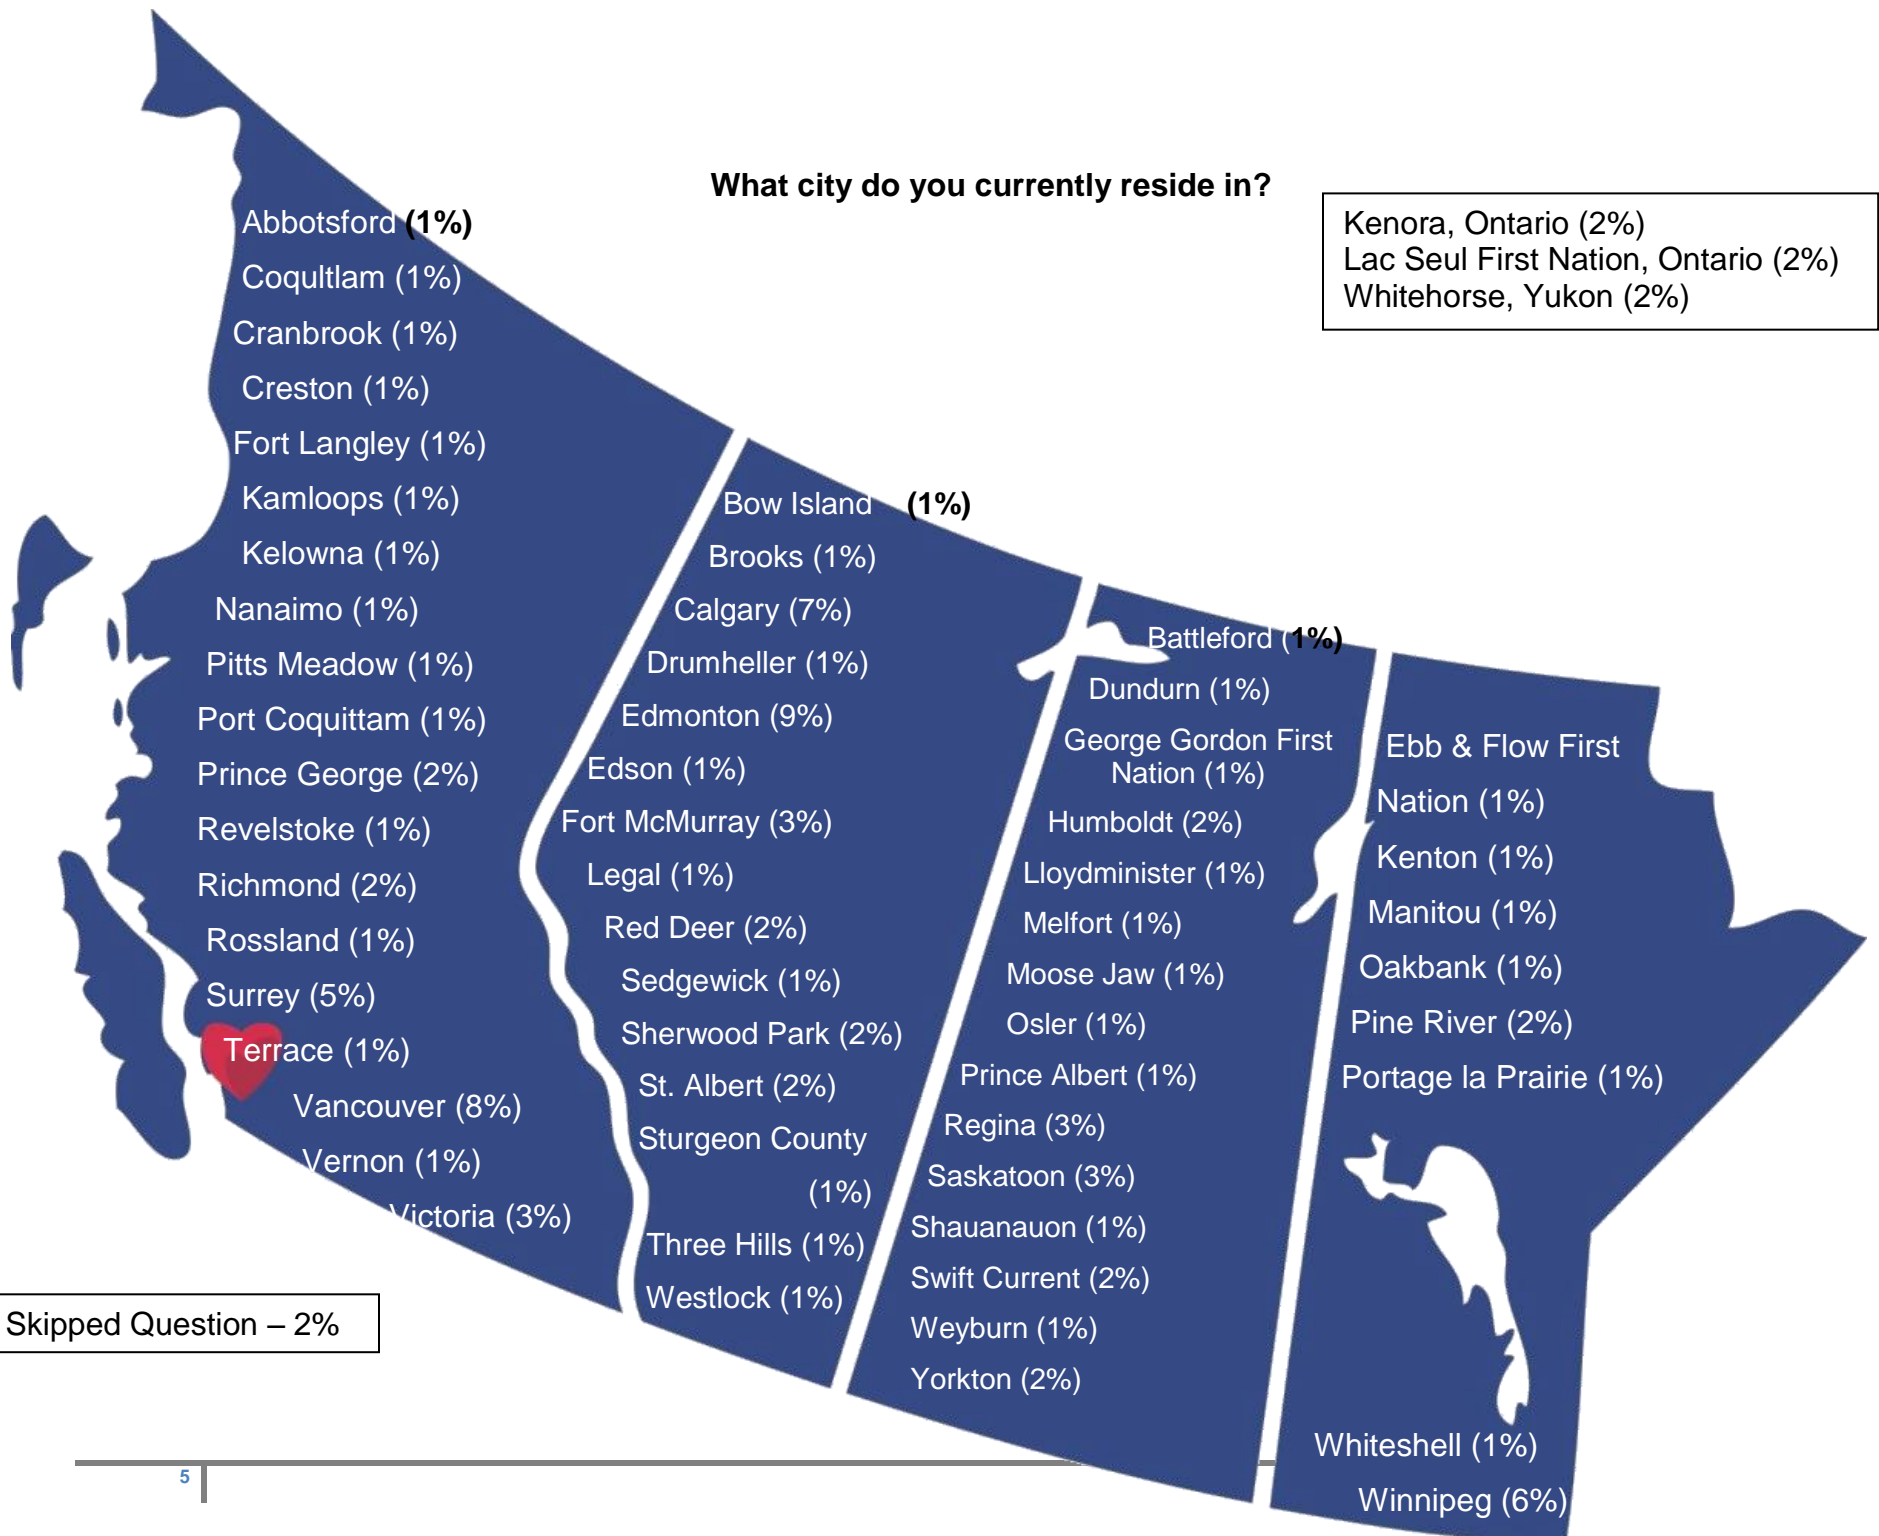 What city do you currently reside in?
Kenora, Ontario (2%)
Lac Seul First Nation, Ontario (2%)
Whitehorse, Yukon (2%)
Abbotsford (1%)
Coqultlam (1%)
Cranbrook (1%)
Creston (1%)
Fort Langley (1%)
Kamloops (1%)
Kelowna (1%)
Nanaimo (1%)
Pitts Meadow (1%)
Port Coquittam (1%)
Prince George (2%)
Revelstoke (1%)
Richmond (2%)
Rossland (1%)
Surrey (5%)
Terrace (1%)
Vancouver (8%)
Vernon (1%)
Victoria (3%)
Bow Island (1%)
Brooks (1%)
Calgary (7%)
Drumheller (1%)
Edmonton (9%)
Edson (1%)
Fort McMurray (3%)
Legal (1%)
Red Deer (2%)
Sedgewick (1%)
Sherwood Park (2%)
St. Albert (2%)
Sturgeon County
(1%)
Three Hills (1%)
Westlock (1%)
Battleford (1%)
Dundurn (1%)
George Gordon First
Nation (1%)
Humboldt (2%)
Lloydminister (1%)
Melfort (1%)
Moose Jaw (1%)
Osler (1%)
Prince Albert (1%)
Regina (3%)
Saskatoon (3%)
Shauanauon (1%)
Swift Current (2%)
Weyburn (1%)
Yorkton (2%)
Ebb & Flow First
Nation (1%)
Kenton (1%)
Manitou (1%)
Oakbank (1%)
Pine River (2%)
Portage la Prairie (1%)
Whiteshell (1%)
Winnipeg (6%)
Skipped Question – 2%
5